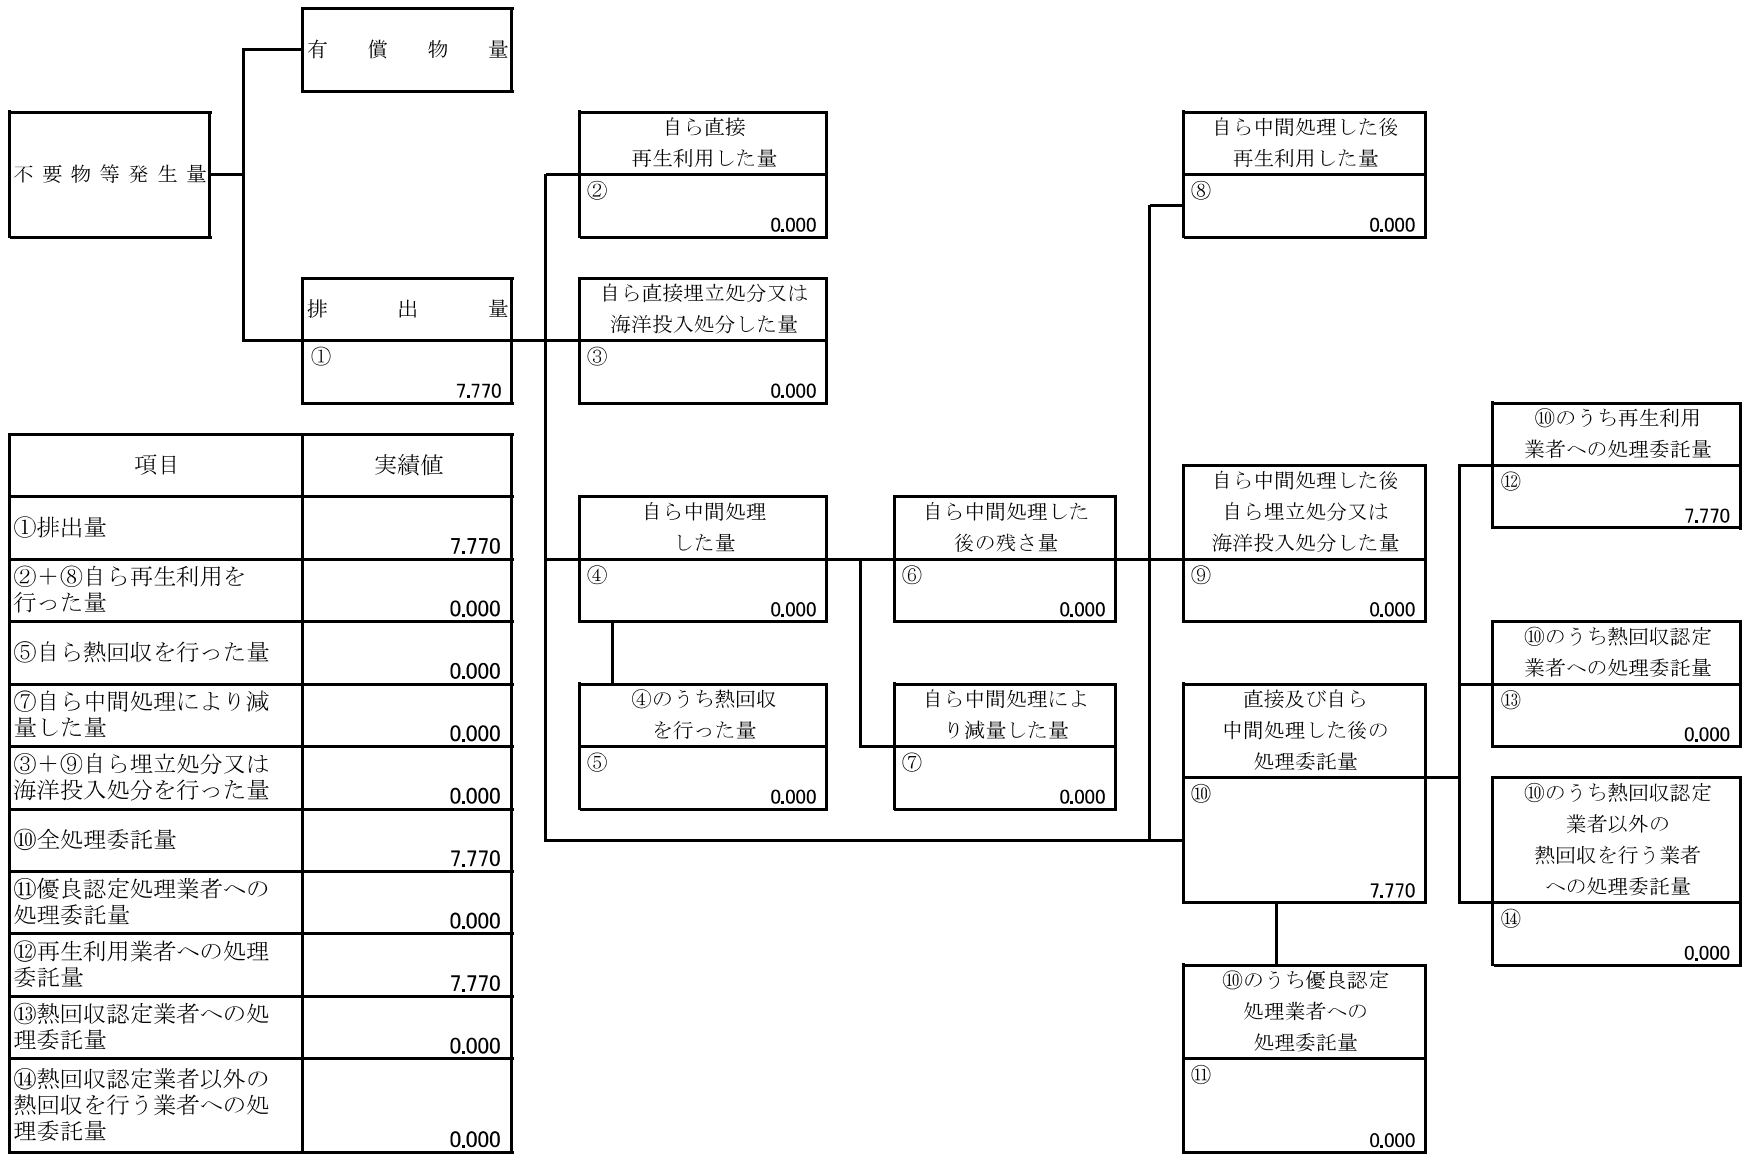 有償物量
不要物等発生量
排出量
①
7.770
自ら直接
再生利用した量
②
0.000
自ら直接埋立処分又は
海洋投入処分した量
③
0.000
自ら中間処理した後
再生利用した量
⑧
0.000
項目 実績値
①排出量
7.770
②＋⑧自ら再生利用を
行った量
0.000
⑤自ら熱回収を行った量
0.000
⑦自ら中間処理により減
量した量
0.000
③＋⑨自ら埋立処分又は
海洋投入処分を行った量
0.000
⑩全処理委託量
7.770
⑪優良認定処理業者への
処理委託量
0.000
⑫再生利用業者への処理
委託量
7.770
⑬熱回収認定業者への処
理委託量
0.000
⑭熱回収認定業者以外の
熱回収を行う業者への処
理委託量
0.000
自ら中間処理
した量
④
0.000
④のうち熱回収
を行った量
⑤
0.000
自ら中間処理した
後の残さ量
⑥
0.000
自ら中間処理によ
り減量した量
⑦
0.000
自ら中間処理した後
自ら埋立処分又は
海洋投入処分した量
⑨
0.000
直接及び自ら
中間処理した後の
処理委託量
⑩
7.770
⑩のうち優良認定
処理業者への
処理委託量
⑪
0.000
⑩のうち再生利用
業者への処理委託量
⑫
7.770
⑩のうち熱回収認定
業者への処理委託量
⑬
0.000
⑩のうち熱回収認定
業者以外の
熱回収を行う業者
への処理委託量
⑭
0.000